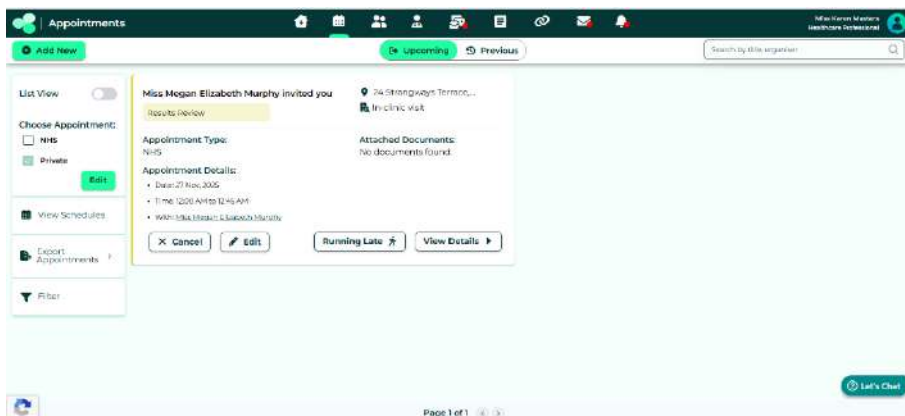 Appointments
Miss Karen Masters
Healthcare Professional
Add New
Upcoming
Previous
Search by title, organiser
List View
Choose Appointment:
NHS
Private
Edit
View Schedules
Export
Appointments
Filter
Miss Megan Elizabeth Murphy invited you
Results Review
Appointment Type:
NHS
Appointment Details:
Date: 27 Nov, 2025
Time: 12:00 AM to 12:45 AM
With: Miss Megan Elizabeth Murphy
24 Strangways Terrace,...
In-clinic visit
Attached Documents:
No documents found.
Cancel
Edit
Running Late
View Details
Let's Chat
Page 1 of 1